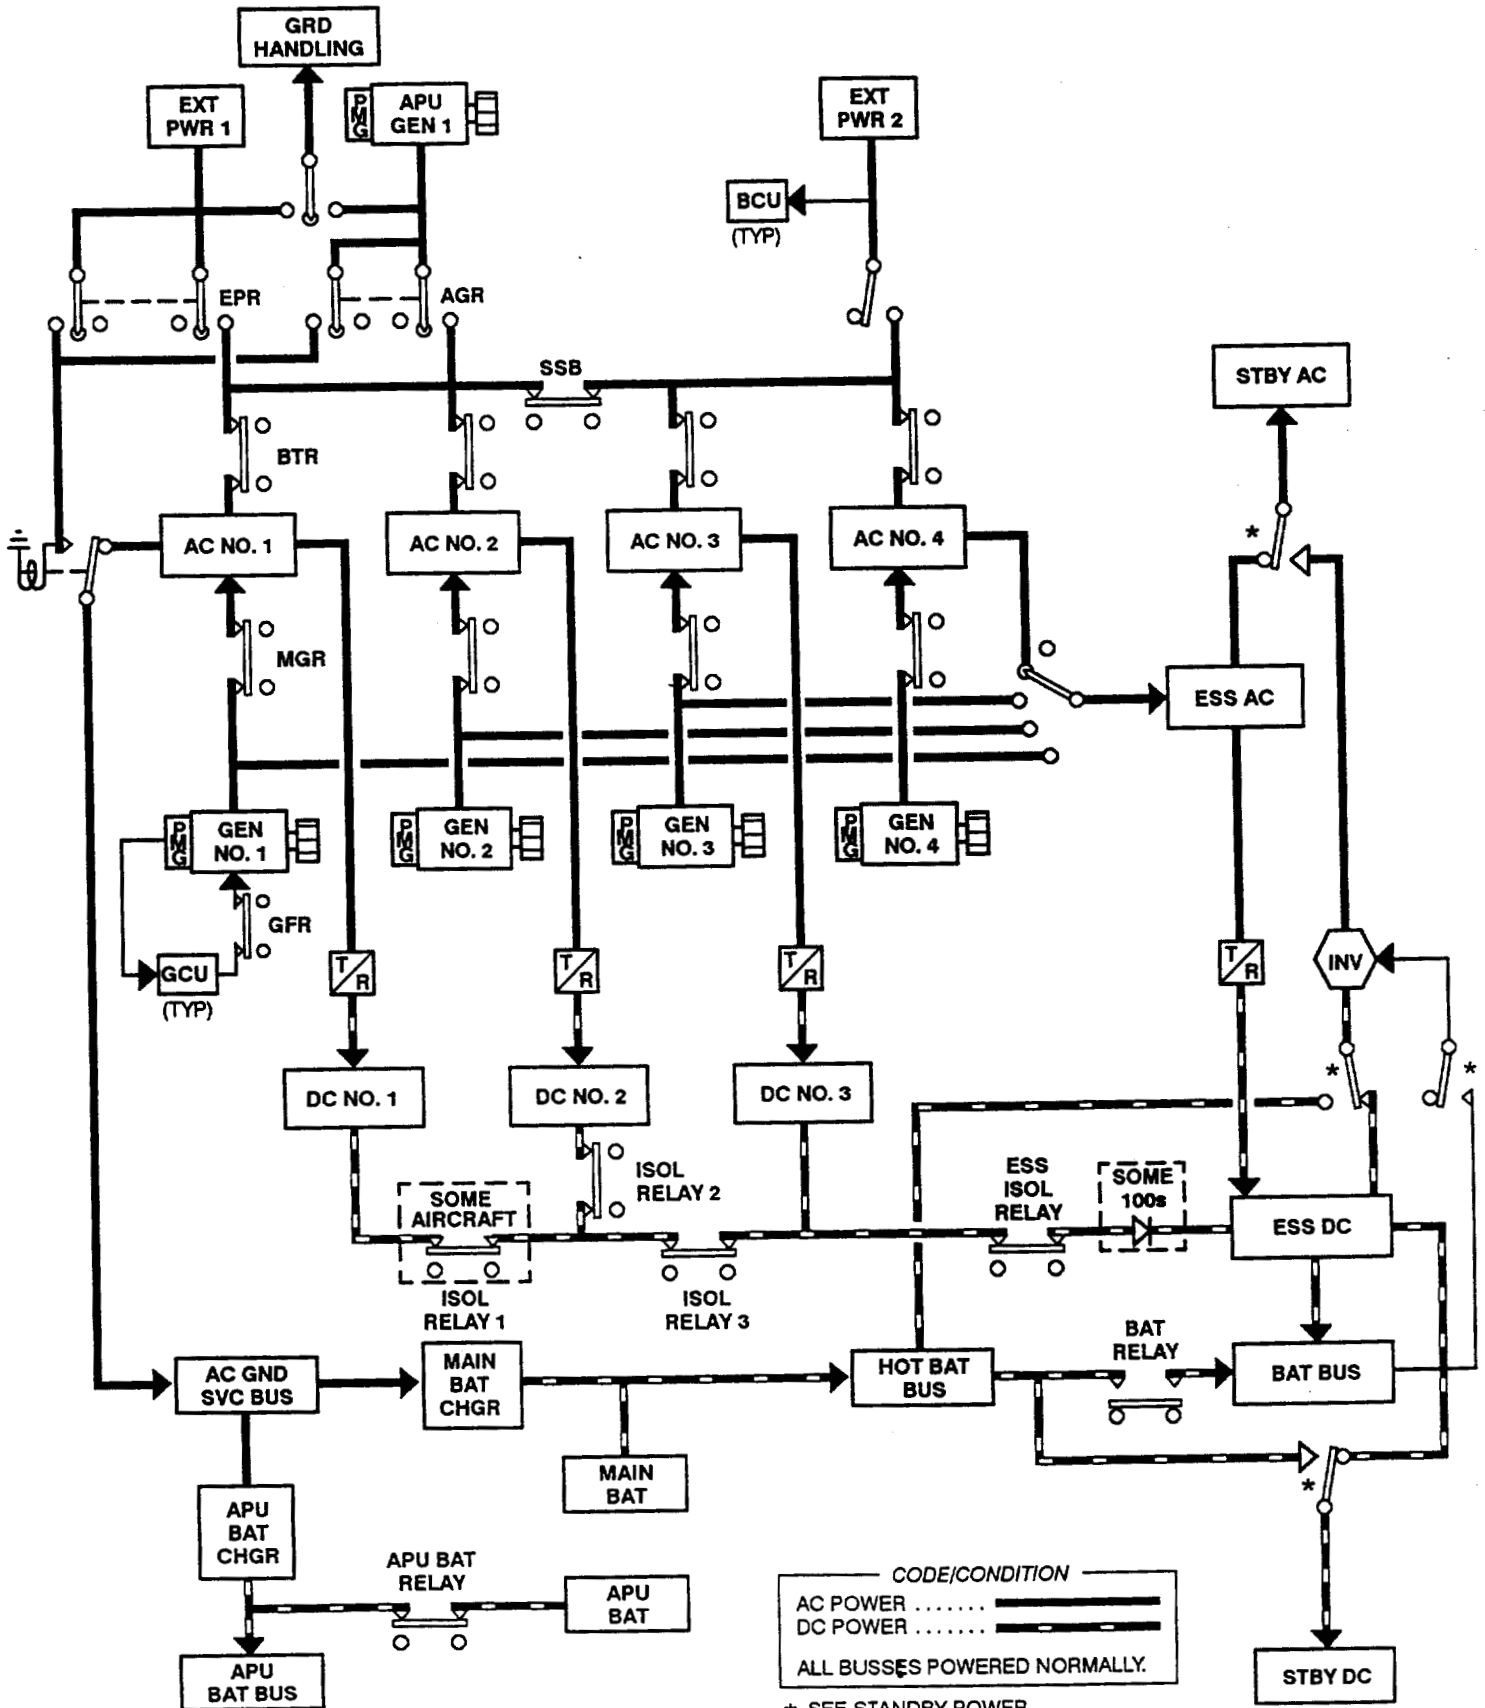 GRD
HANDLING
EXT
PWR 1
PMG
APU
GEN 1
EXT
PWR 2
BCU
(TYP)
EPR
AGR
SSB
STBY AC
BTR
*
AC NO. 1
AC NO. 2
AC NO. 3
AC NO. 4
MGR
ESS AC
PMG
GEN
NO. 1
PMG
GEN
NO. 2
PMG
GEN
NO. 3
PMG
GEN
NO. 4
GFR
GCU
(TYP)
T/R
T/R
T/R
T/R
INV
*
*
DC NO. 1
DC NO. 2
DC NO. 3
ISOL
RELAY 2
ESS
ISOL
RELAY
SOME
100s
SOME
AIRCRAFT
ESS DC
ISOL
RELAY 1
ISOL
RELAY 3
BAT
RELAY
AC GND
SVC BUS
MAIN
BAT
CHGR
HOT BAT
BUS
BAT BUS
MAIN
BAT
*
APU
BAT
CHGR
APU BAT
RELAY
APU
BAT
APU
BAT BUS
CODE/CONDITION
AC POWER .......
DC POWER .......
ALL BUSSES POWERED NORMALLY.
* SEE STANDBY POWER
STBY DC